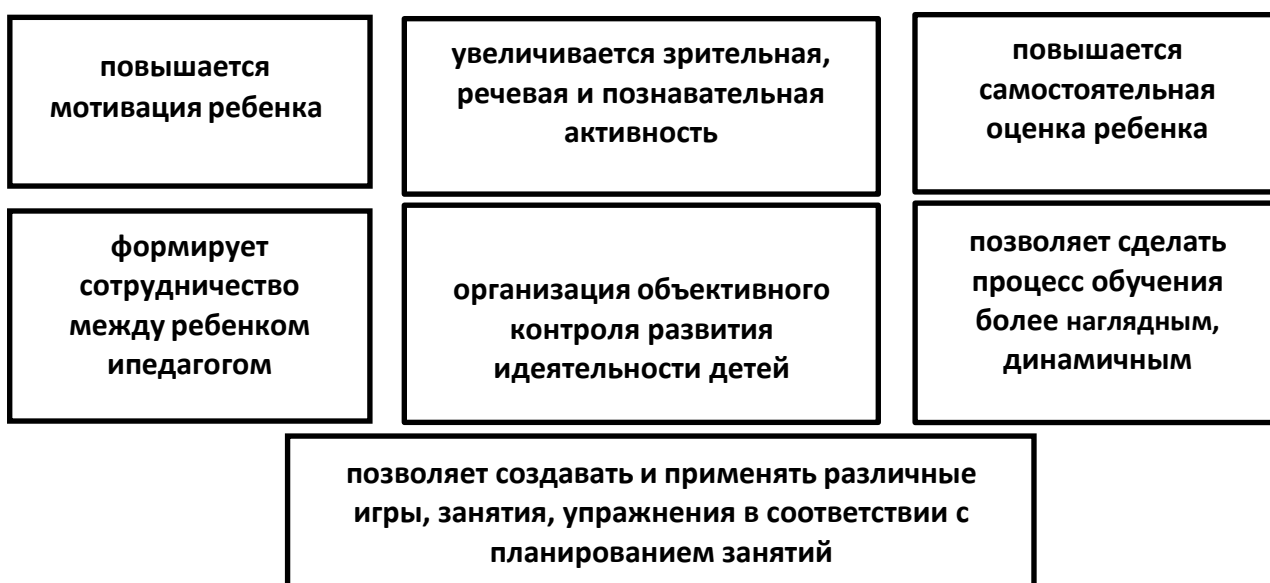 повышается
мотивация ребенка
увеличивается зрительная,
речевая и познавательная
активность
повышается
самостоятельная
оценка ребенка
формирует
сотрудничество
между ребенком
ипедагогом
организация объективного
контроля развития
идеятельности детей
позволяет сделать
процесс обучения
более наглядным,
динамичным
позволяет создавать и применять различные
игры, занятия, упражнения в соответствии с
планированием занятий